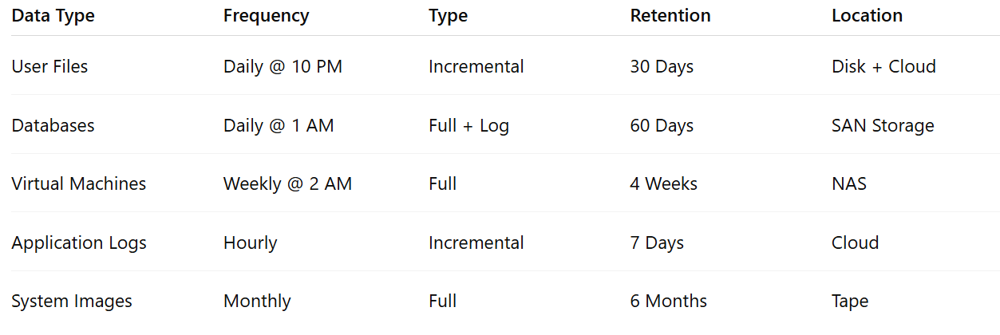 Data Type Frequency Type Retention Location
User Files Daily @ 10 PM Incremental 30 Days Disk + Cloud
Databases Daily @ 1 AM Full + Log 60 Days SAN Storage
Virtual Machines Weekly @ 2 AM Full 4 Weeks NAS
Application Logs Hourly Incremental 7 Days Cloud
System Images Monthly Full 6 Months Tape